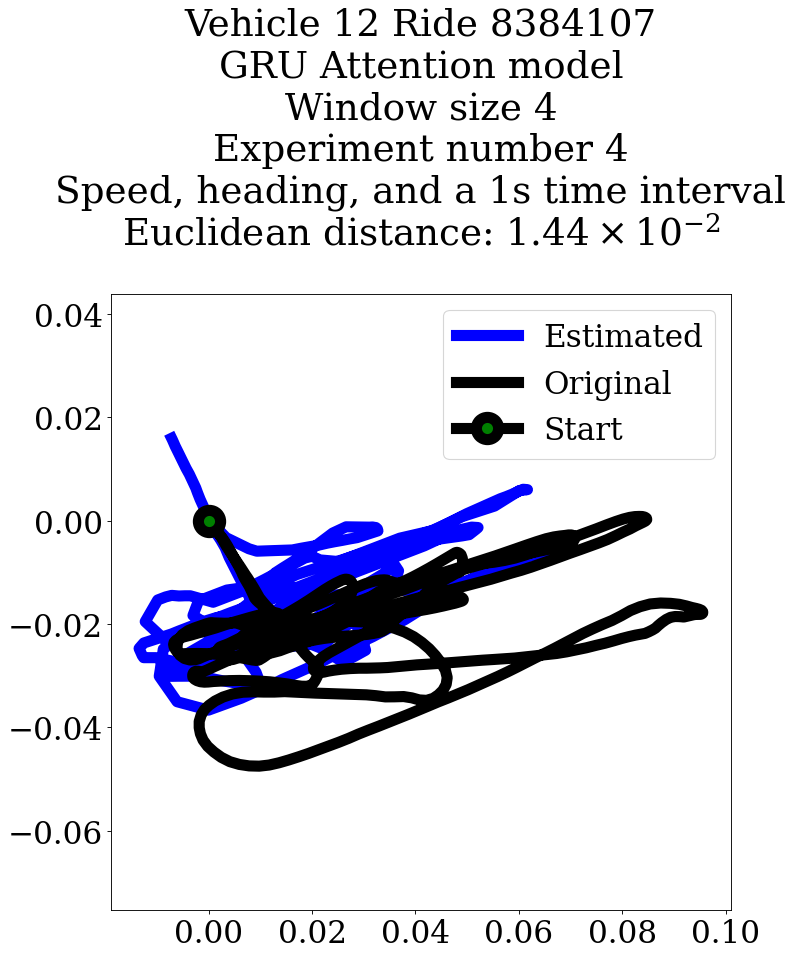 Vehicle 12 Ride 8384107
GRU Attention model
Window size 4
Experiment number 4
Speed, heading, and a 1s time interval
Euclidean distance: 1.44 × 10⁻²
Estimated
Original
Start
0.04
0.02
0.00
−0.02
−0.04
−0.06
0.00 0.02 0.04 0.06 0.08 0.10